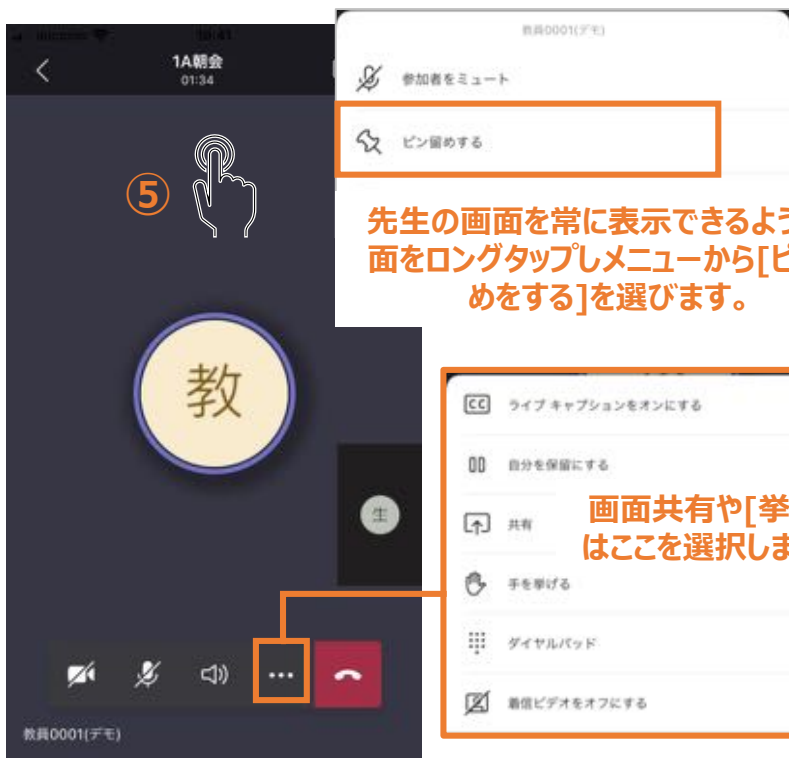 1A朝会
01:34
⑤
教
生
教員0001(デモ)
教員0001(デモ)
参加者をミュート
ピン留めする
先生の画面を常に表示できるよう
面をロングタップしメニューから[ピ
めをする]を選びます。
CC ライブ キャプションをオンにする
自分を保留にする
共有
画面共有や[挙
はここを選択しま
手を挙げる
ダイヤルパッド
着信ビデオをオフにする